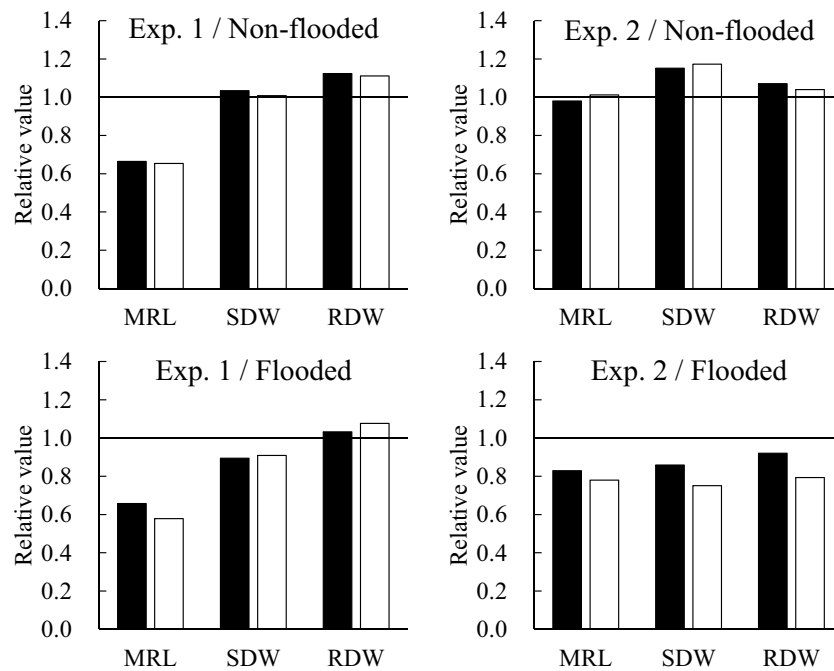 Exp. 1 / Non-flooded
Relative value
1.4
1.2
1.0
0.8
0.6
0.4
0.2
0.0
MRL SDW RDW
Exp. 2 / Non-flooded
Relative value
1.4
1.2
1.0
0.8
0.6
0.4
0.2
0.0
MRL SDW RDW
Exp. 1 / Flooded
Relative value
1.4
1.2
1.0
0.8
0.6
0.4
0.2
0.0
MRL SDW RDW
Exp. 2 / Flooded
Relative value
1.4
1.2
1.0
0.8
0.6
0.4
0.2
0.0
MRL SDW RDW